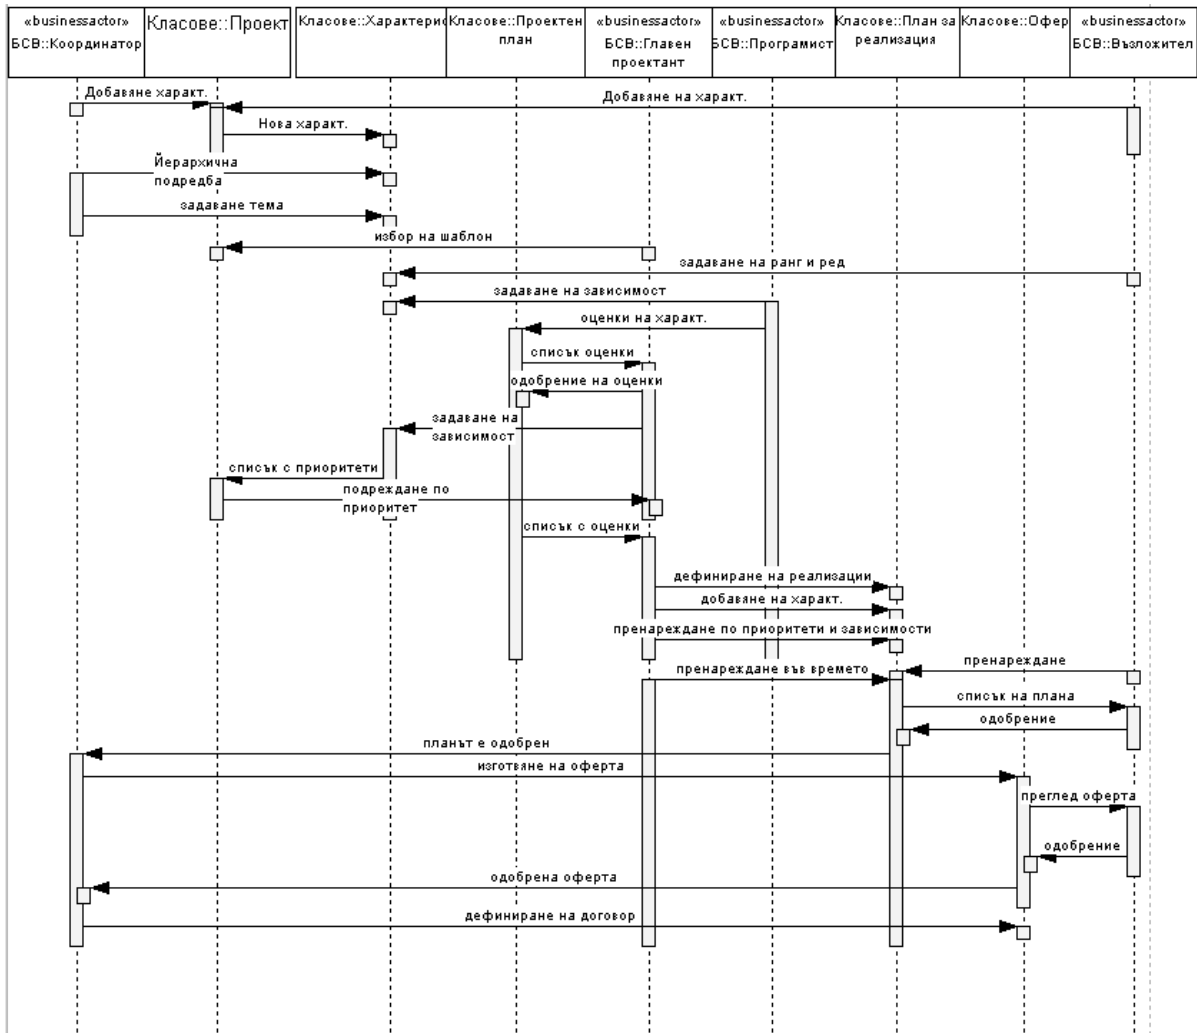 «businessactor»
БСВ::Координатор
Класове::Проект
Класове::Характерис
Класове::Проектен
план
«businessactor»
БСВ::Главен
проектант
«businessactor»
БСВ::Програмист
Класове::План за
реализация
Класове::Офер
«businessactor»
БСВ::Възложител
Добавяне характ.
Добавяне на характ.
Нова характ.
Йерархична
подредба
задаване тема
избор на шаблон
задаване на ранг и ред
задаване на зависимост
оценки на характ.
списък оценки
одобрение на оценки
задаване на
зависимост
списък с приоритети
подреждане по
приоритет
списък с оценки
дефиниране на реализации
добавяне на характ.
пренареждане по приоритети и зависимости
пренареждане
пренареждане във времето
списък на плана
одобрение
планът е одобрен
изготвяне на оферта
преглед оферта
одобрение
одобрена оферта
дефиниране на договор